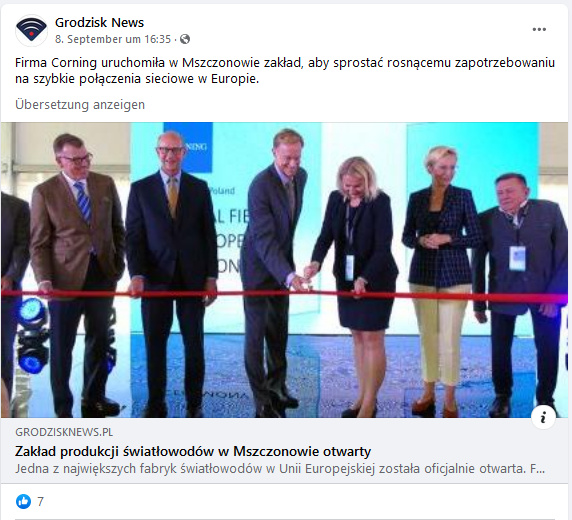 Grodzisk News
8. September um 16:35 ·
Firma Corning uruchomiła w Mszczonowie zakład, aby sprostać rosnącemu zapotrzebowaniu
na szybkie połączenia sieciowe w Europie.
Übersetzung anzeigen
NING
Poland
AL FIB
OPE
ON
GRODZISKNEWS.PL
Zakład produkcji światłowodów w Mszczonowie otwarty
Jedna z największych fabryk światłowodów w Unii Europejskiej została oficjalnie otwarta. F...
7